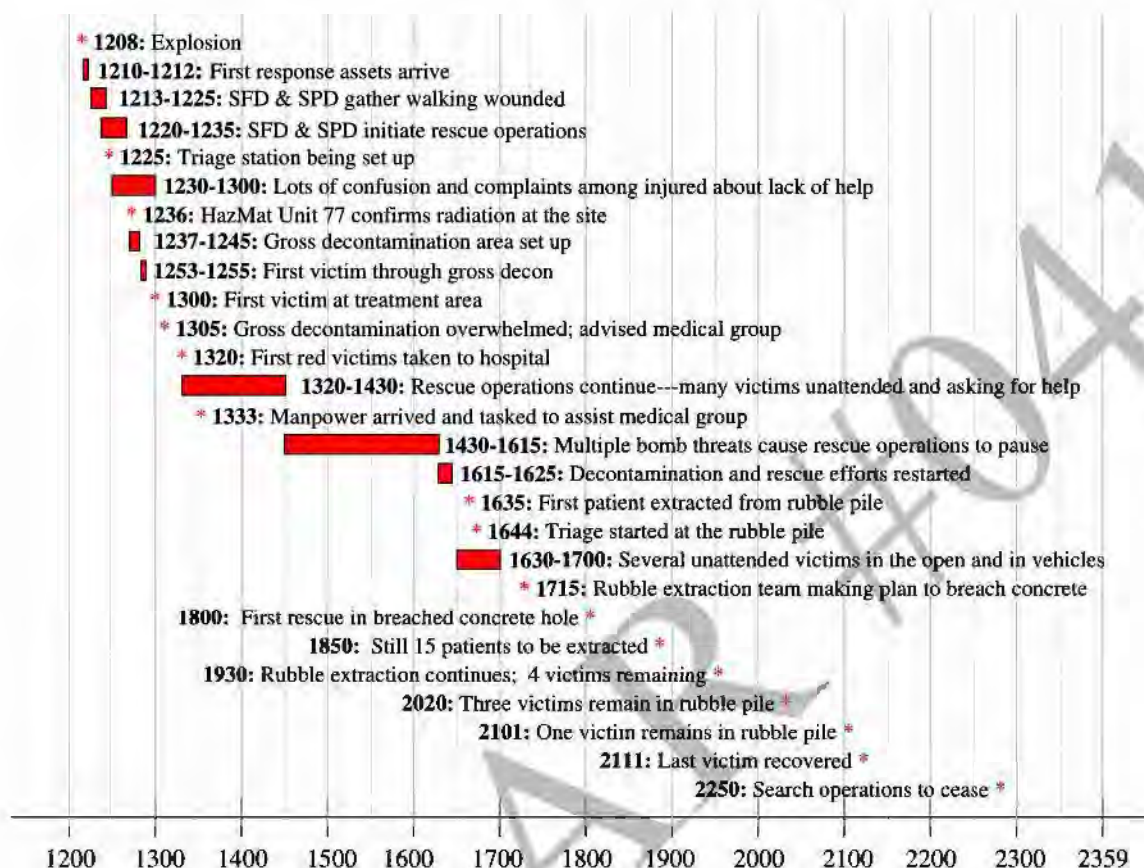 * 1208: Explosion
1210-1212: First response assets arrive
1213-1225: SFD & SPD gather walking wounded
1220-1235: SFD & SPD initiate rescue operations
* 1225: Triage station being set up
1230-1300: Lots of confusion and complaints among injured about lack of help
* 1236: HazMat Unit 77 confirms radiation at the site
1237-1245: Gross decontamination area set up
1253-1255: First victim through gross decon
* 1300: First victim at treatment area
* 1305: Gross decontamination overwhelmed; advised medical group
* 1320: First red victims taken to hospital
1320-1430: Rescue operations continue---many victims unattended and asking for help
* 1333: Manpower arrived and tasked to assist medical group
1430-1615: Multiple bomb threats cause rescue operations to pause
1615-1625: Decontamination and rescue efforts restarted
* 1635: First patient extracted from rubble pile
* 1644: Triage started at the rubble pile
1630-1700: Several unattended victims in the open and in vehicles
* 1715: Rubble extraction team making plan to breach concrete
1800: First rescue in breached concrete hole *
1850: Still 15 patients to be extracted *
1930: Rubble extraction continues; 4 victims remaining *
2020: Three victims remain in rubble pile *
2101: One victim remains in rubble pile *
2111: Last victim recovered *
2250: Search operations to cease *
1200 1300 1400 1500 1600 1700 1800 1900 2000 2100 2200 2300 2359